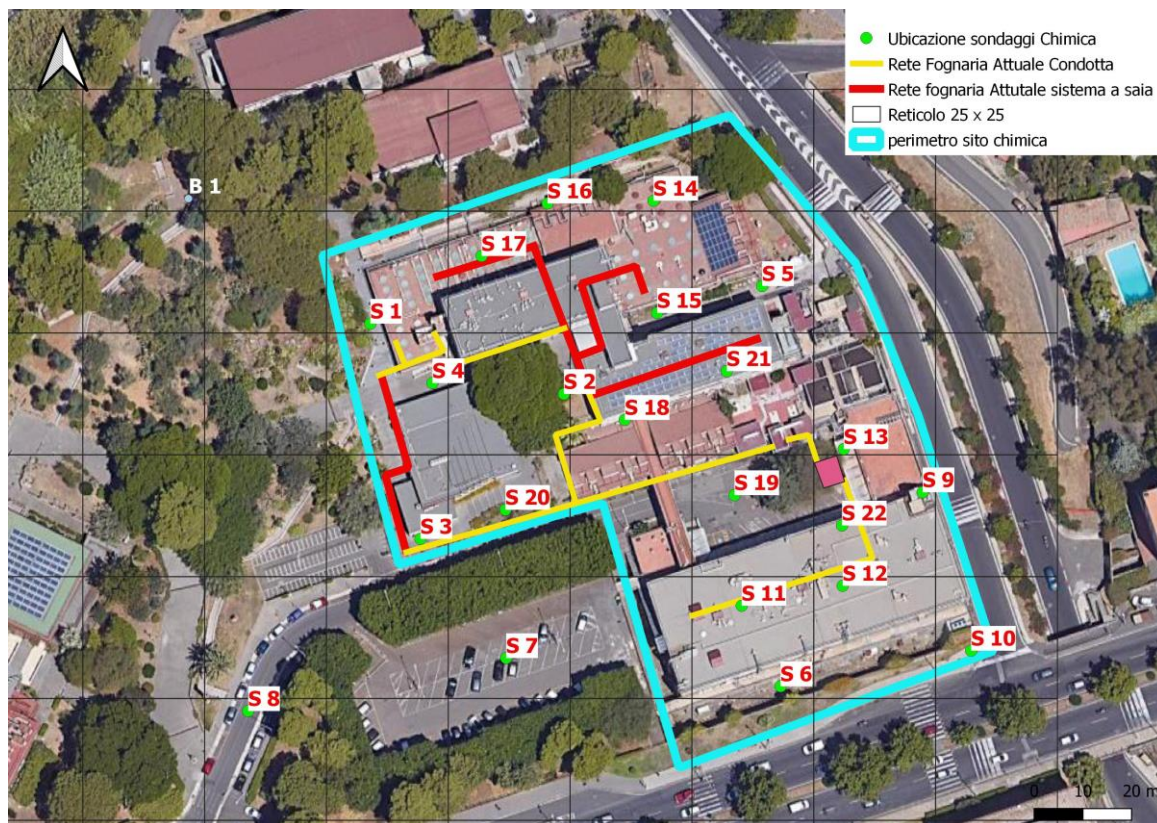 Ubicazione sondaggi Chimica
Rete Fognaria Attuale Condotta
Rete fognaria Attutale sistema a saia
Reticolo 25 x 25
perimetro sito chimica
B 1
S 16
S 14
S 17
S 5
S 1
S 15
S 4
S 2
S 21
S 18
S 13
S 9
S 20
S 19
S 3
S 22
S 12
S 11
S 7
S 10
S 6
S 8
0 10 20 m